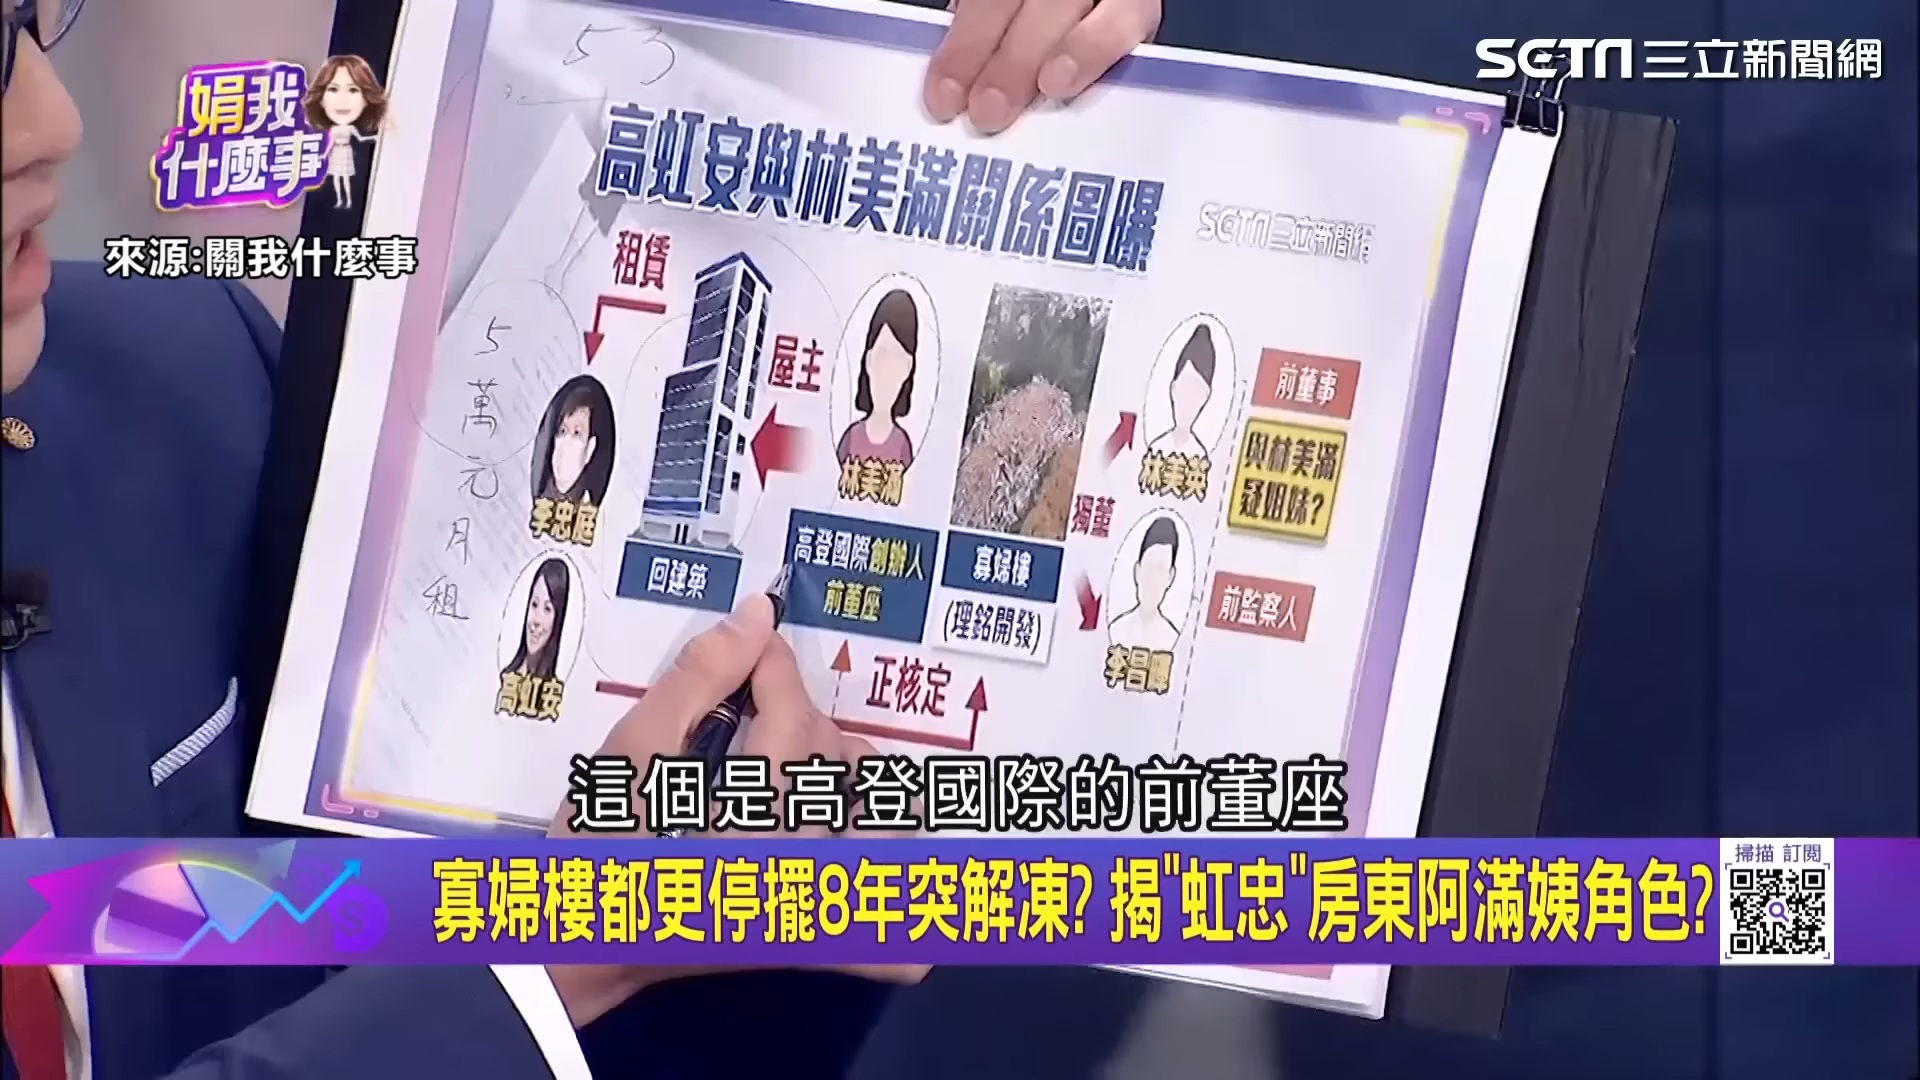 SETN三立新聞網
娟我
什麼事
來源:關我什麼事
53
高虹安與林美滿關係圖曝
SETN三立新聞網
租賃
屋主
5
萬
元
月
租
李忠庭
高虹安
回建築
林美滿
高登國際創辦人
前董座
寡婦樓
(理銘開發)
正核定
獨董
林美英
李昌暐
前董事
與林美滿
疑姐妹?
前監察人
這個是高登國際的前董座
寡婦樓都更停擺8年突解凍? 揭"虹忠"房東阿滿姨角色?
掃描 訂閱